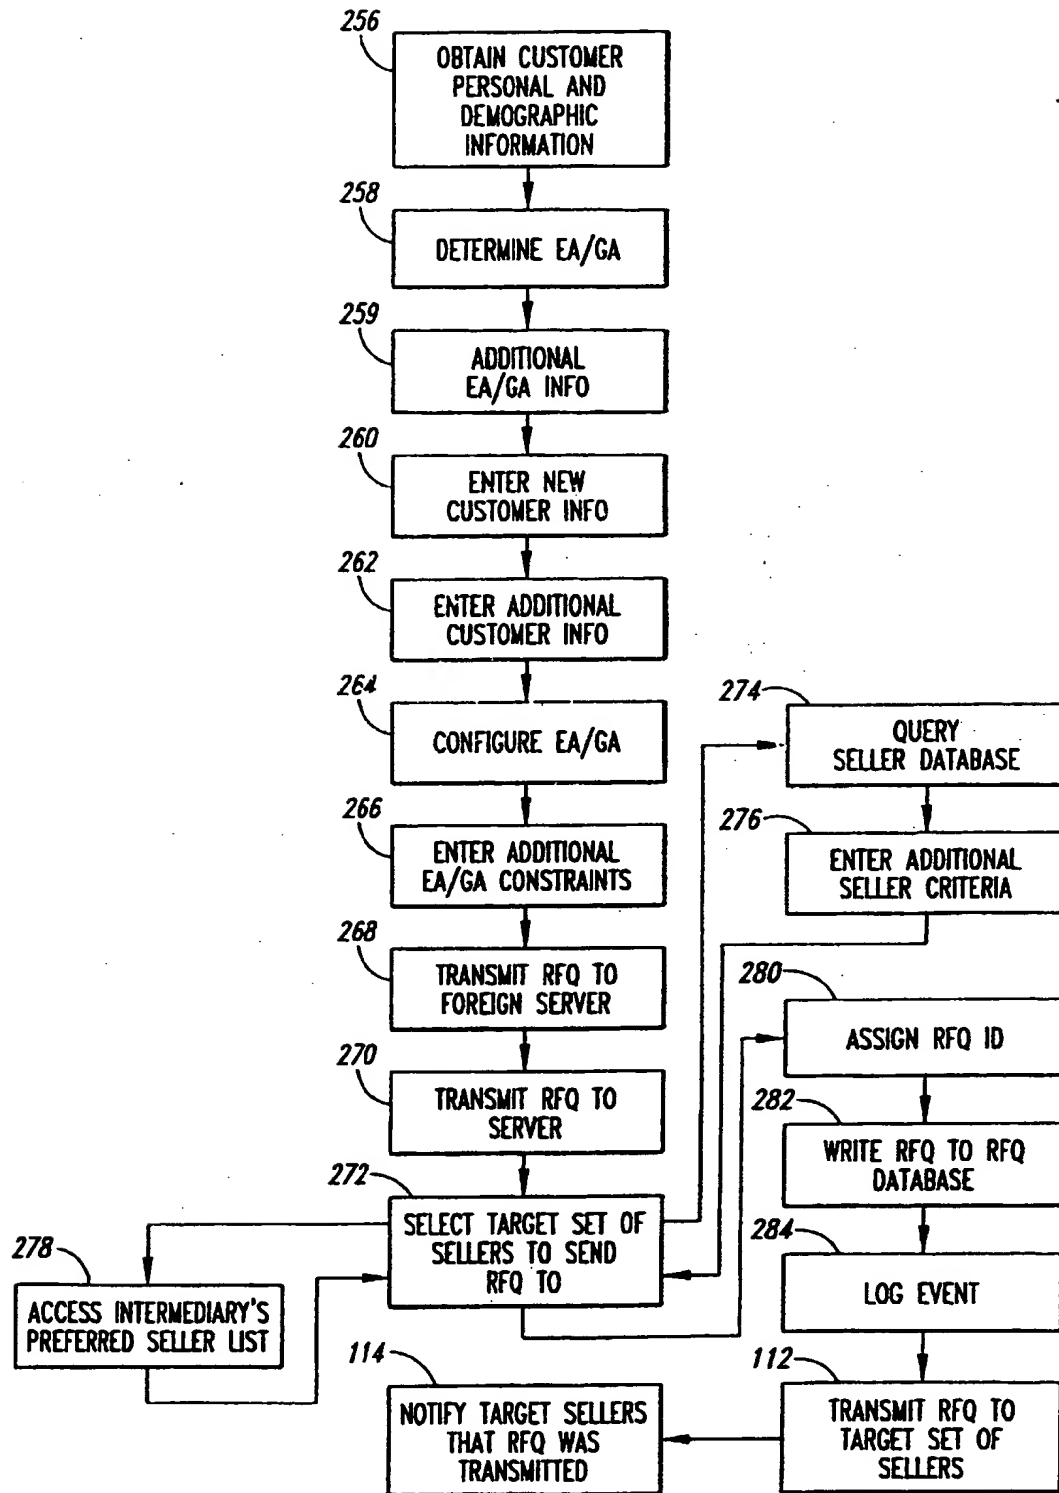 256
OBTAIN CUSTOMER
PERSONAL AND
DEMOGRAPHIC
INFORMATION
258
DETERMINE EA/GA
259
ADDITIONAL
EA/GA INFO
260
ENTER NEW
CUSTOMER INFO
262
ENTER ADDITIONAL
CUSTOMER INFO
264
CONFIGURE EA/GA
266
ENTER ADDITIONAL
EA/GA CONSTRAINTS
268
TRANSMIT RFQ TO
FOREIGN SERVER
270
TRANSMIT RFQ TO
SERVER
272
SELECT TARGET SET OF
SELLERS TO SEND
RFQ TO
274
QUERY
SELLER DATABASE
276
ENTER ADDITIONAL
SELLER CRITERIA
278
ACCESS INTERMEDIARY'S
PREFERRED SELLER LIST
280
ASSIGN RFQ ID
282
WRITE RFQ TO RFQ
DATABASE
284
LOG EVENT
112
TRANSMIT RFQ TO
TARGET SET OF
SELLERS
114
NOTIFY TARGET SELLERS
THAT RFQ WAS
TRANSMITTED